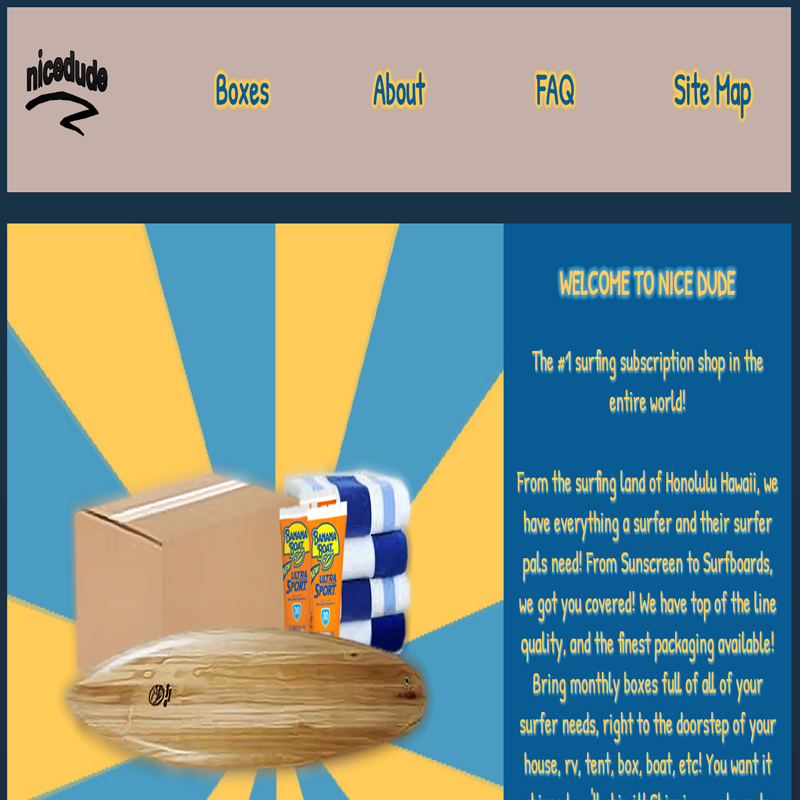 nicedude
Boxes
About
FAQ
Site Map
WELCOME TO NICE DUDE
The #1 surfing subscription shop in the
entire world!
From the surfing land of Honolulu Hawaii, we
have everything a surfer and their surfer
pals need! From Sunscreen to Surfboards,
we got you covered! We have top of the line
quality, and the finest packaging available!
Bring monthly boxes full of all of your
surfer needs, right to the doorstep of your
house, rv, tent, box, boat, etc! You want it
BANANA
BOAT
ULTRA
SPORT
30
BANANA
BOAT
ULTRA
SPORT
30